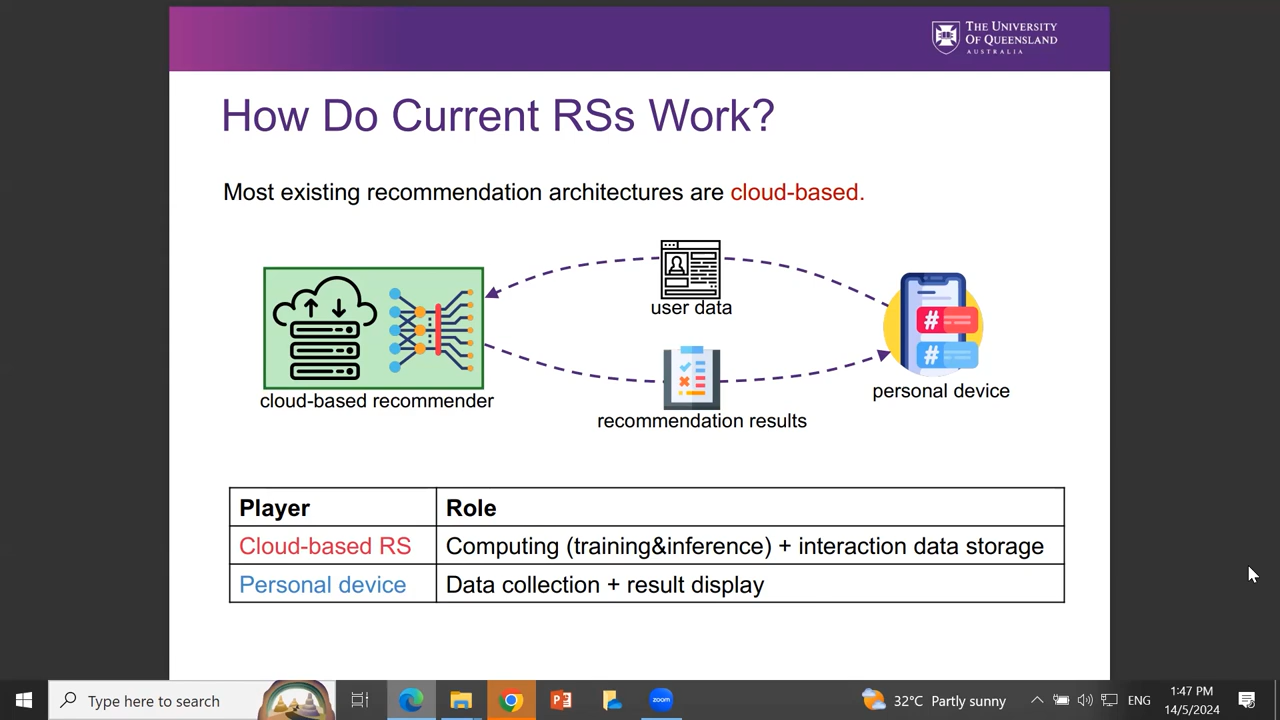 THE UNIVERSITY
OF QUEENSLAND
AUSTRALIA
How Do Current RSs Work?
Most existing recommendation architectures are cloud-based.
user data
cloud-based recommender
personal device
recommendation results
Player Role
Cloud-based RS Computing (training&inference) + interaction data storage
Personal device Data collection + result display
Type here to search
zoom
32°C Partly sunny
ENG
1:47 PM
14/5/2024